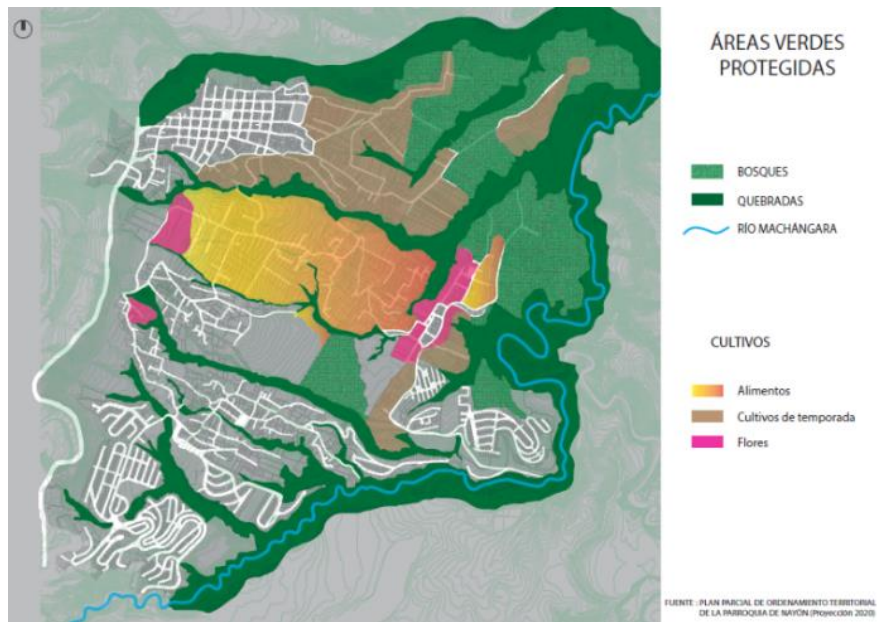 ÁREAS VERDES
PROTEGIDAS
BOSQUES
QUEBRADAS
RÍO MACHÁNGARA
CULTIVOS
Alimentos
Cultivos de temporada
Flores
FUENTE : PLAN PARCIAL DE ORDENAMIENTO TERRITORIAL
DE LA PARROQUIA DE NAYÓN (Proyección 2020)